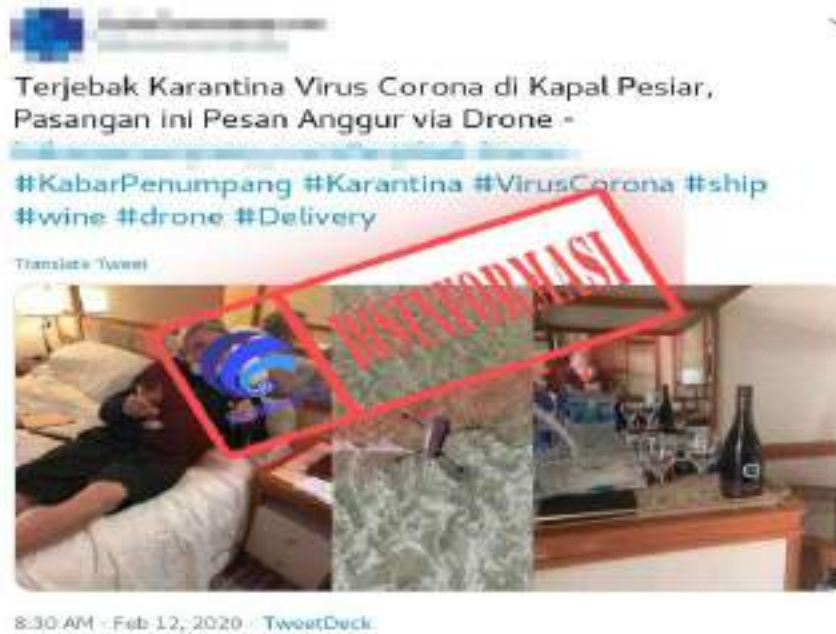 Terjebak Karantina Virus Corona di Kapal Pesiar,
Pasangan ini Pesan Anggur via Drone -
#KabarPenumpang #Karantina #VirusCorona #ship
#wine #drone #Delivery
Translate Tweet
DISINFORMASI
8:30 AM - Feb 12, 2020 · TweetDeck